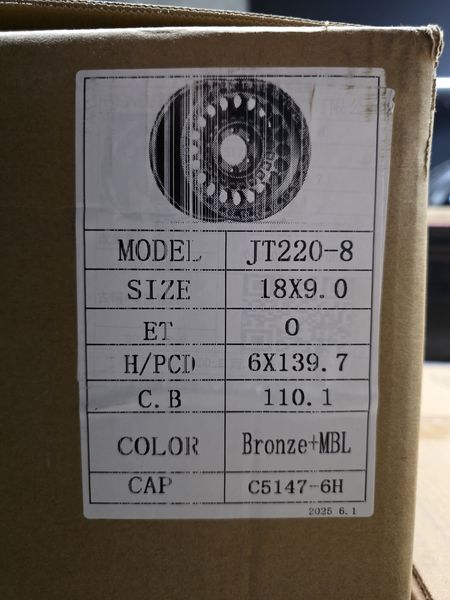 MODEL JT220-8
SIZE 18X9.0
ET 0
H/PCD 6X139.7
C.B 110.1
COLOR Bronze+MBL
CAP C5147-6H
2025 6.1